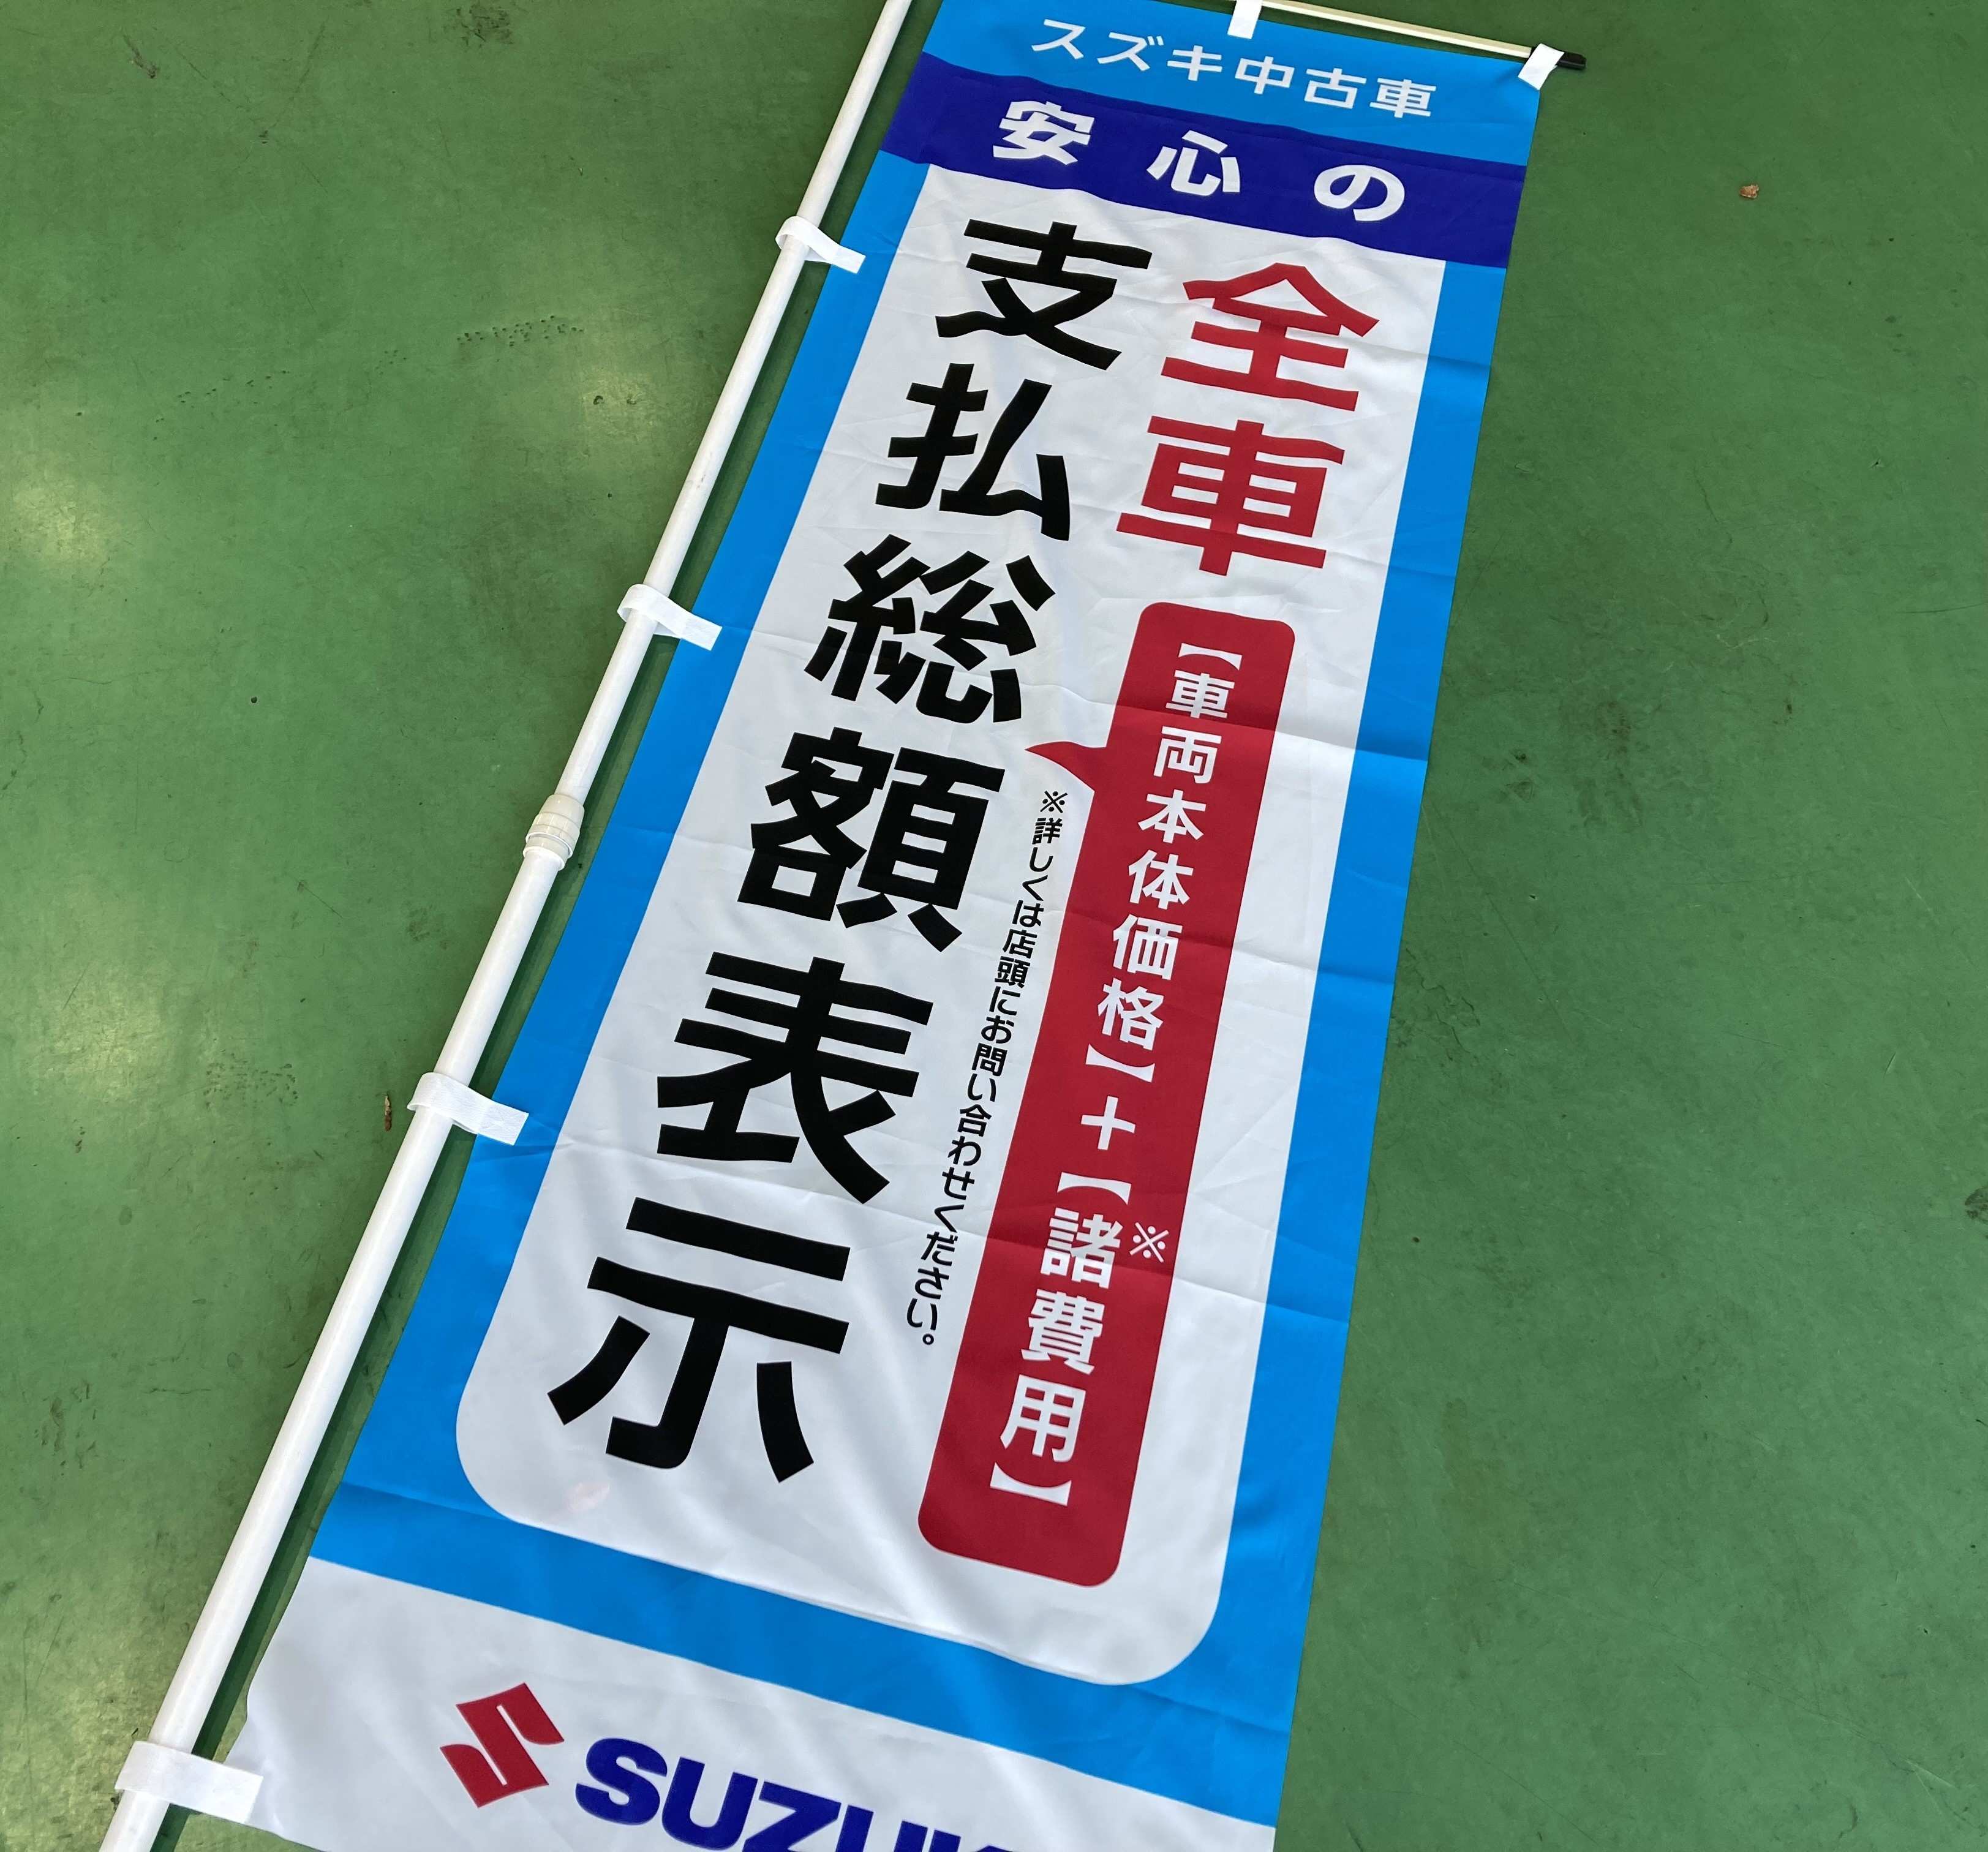 スズキ中古車
安心の
全車
【車両本体価格】+【諸費用】
※
※詳しくは店頭にお問い合わせください。
支払総額表示
SUZUK